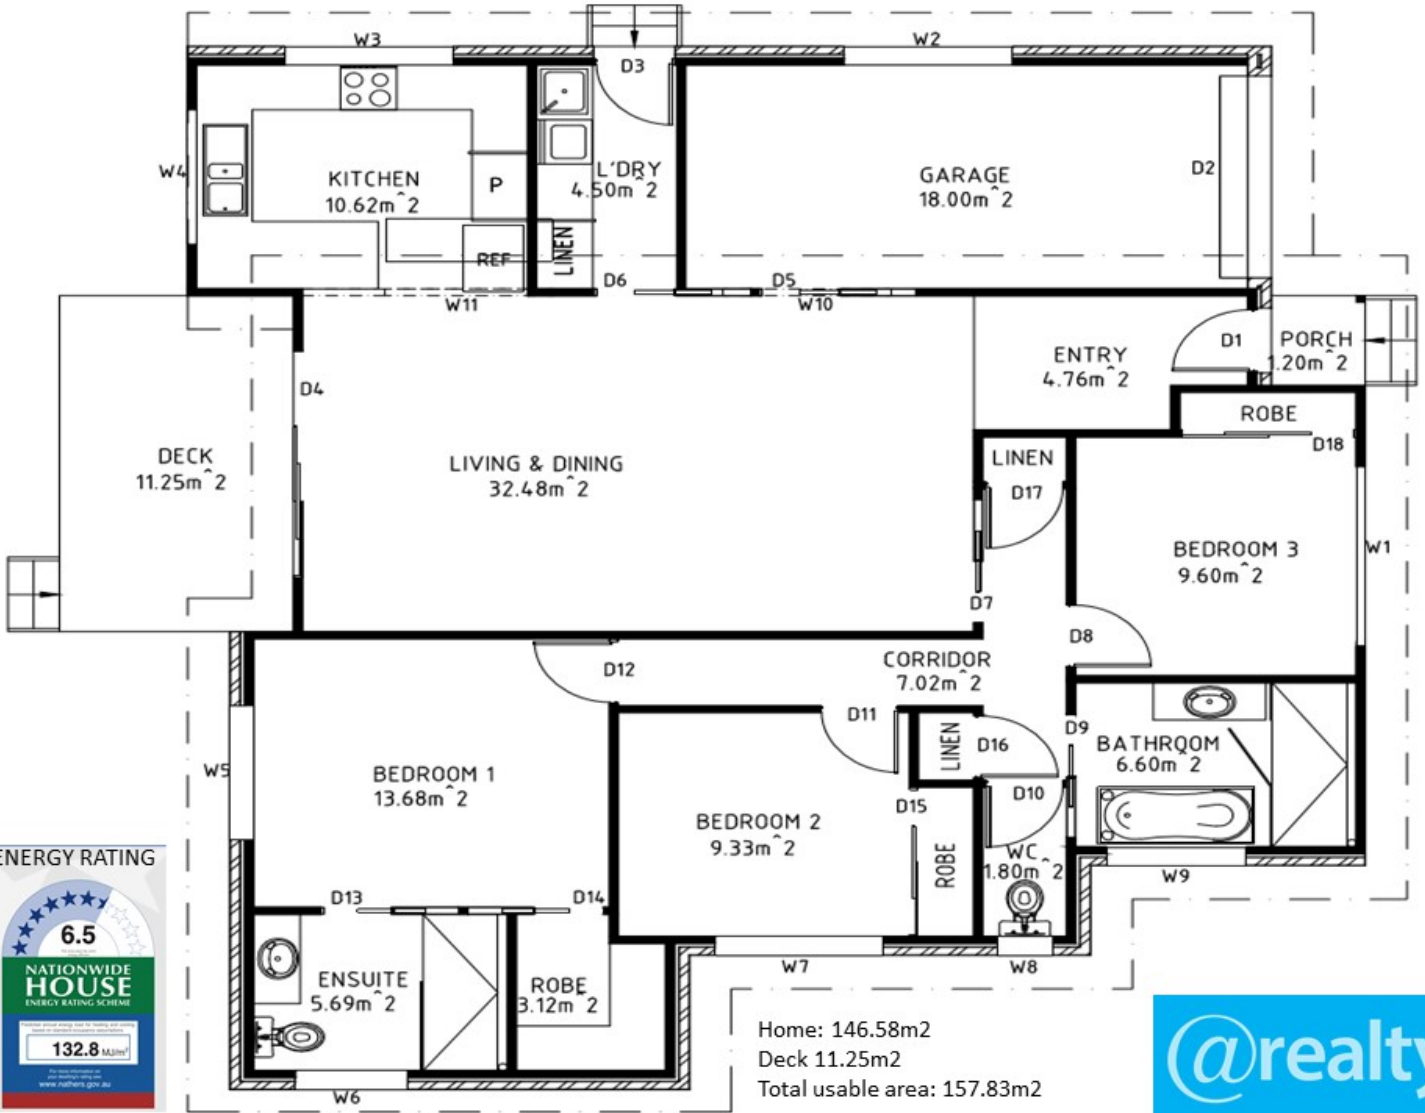 W3
W2
D3
W4
KITCHEN
10.62m^2
P
REF
LINEN
L'DRY
4.50m^2
GARAGE
18.00m^2
D2
D6
D5
W11
W10
D4
ENTRY
4.76m^2
D1
PORCH
1.20m^2
ROBE
D18
DECK
11.25m^2
LIVING & DINING
32.48m^2
LINEN
D17
BEDROOM 3
9.60m^2
W1
D7
D8
D12
CORRIDOR
7.02m^2
D11
LINEN
D16
D9
BATHROOM
6.60m^2
W5
BEDROOM 1
13.68m^2
BEDROOM 2
9.33m^2
D15
D10
ROBE
WC
1.80m^2
W9
D13
D14
ENSUITE
5.69m^2
ROBE
3.12m^2
W7
W8
W6
ENERGY RATING
6.5
NATIONWIDE
HOUSE
ENERGY RATING SCHEME
132.8 MJ/m²
www.nathers.gov.au
Home: 146.58m2
Deck 11.25m2
Total usable area: 157.83m2
@realty